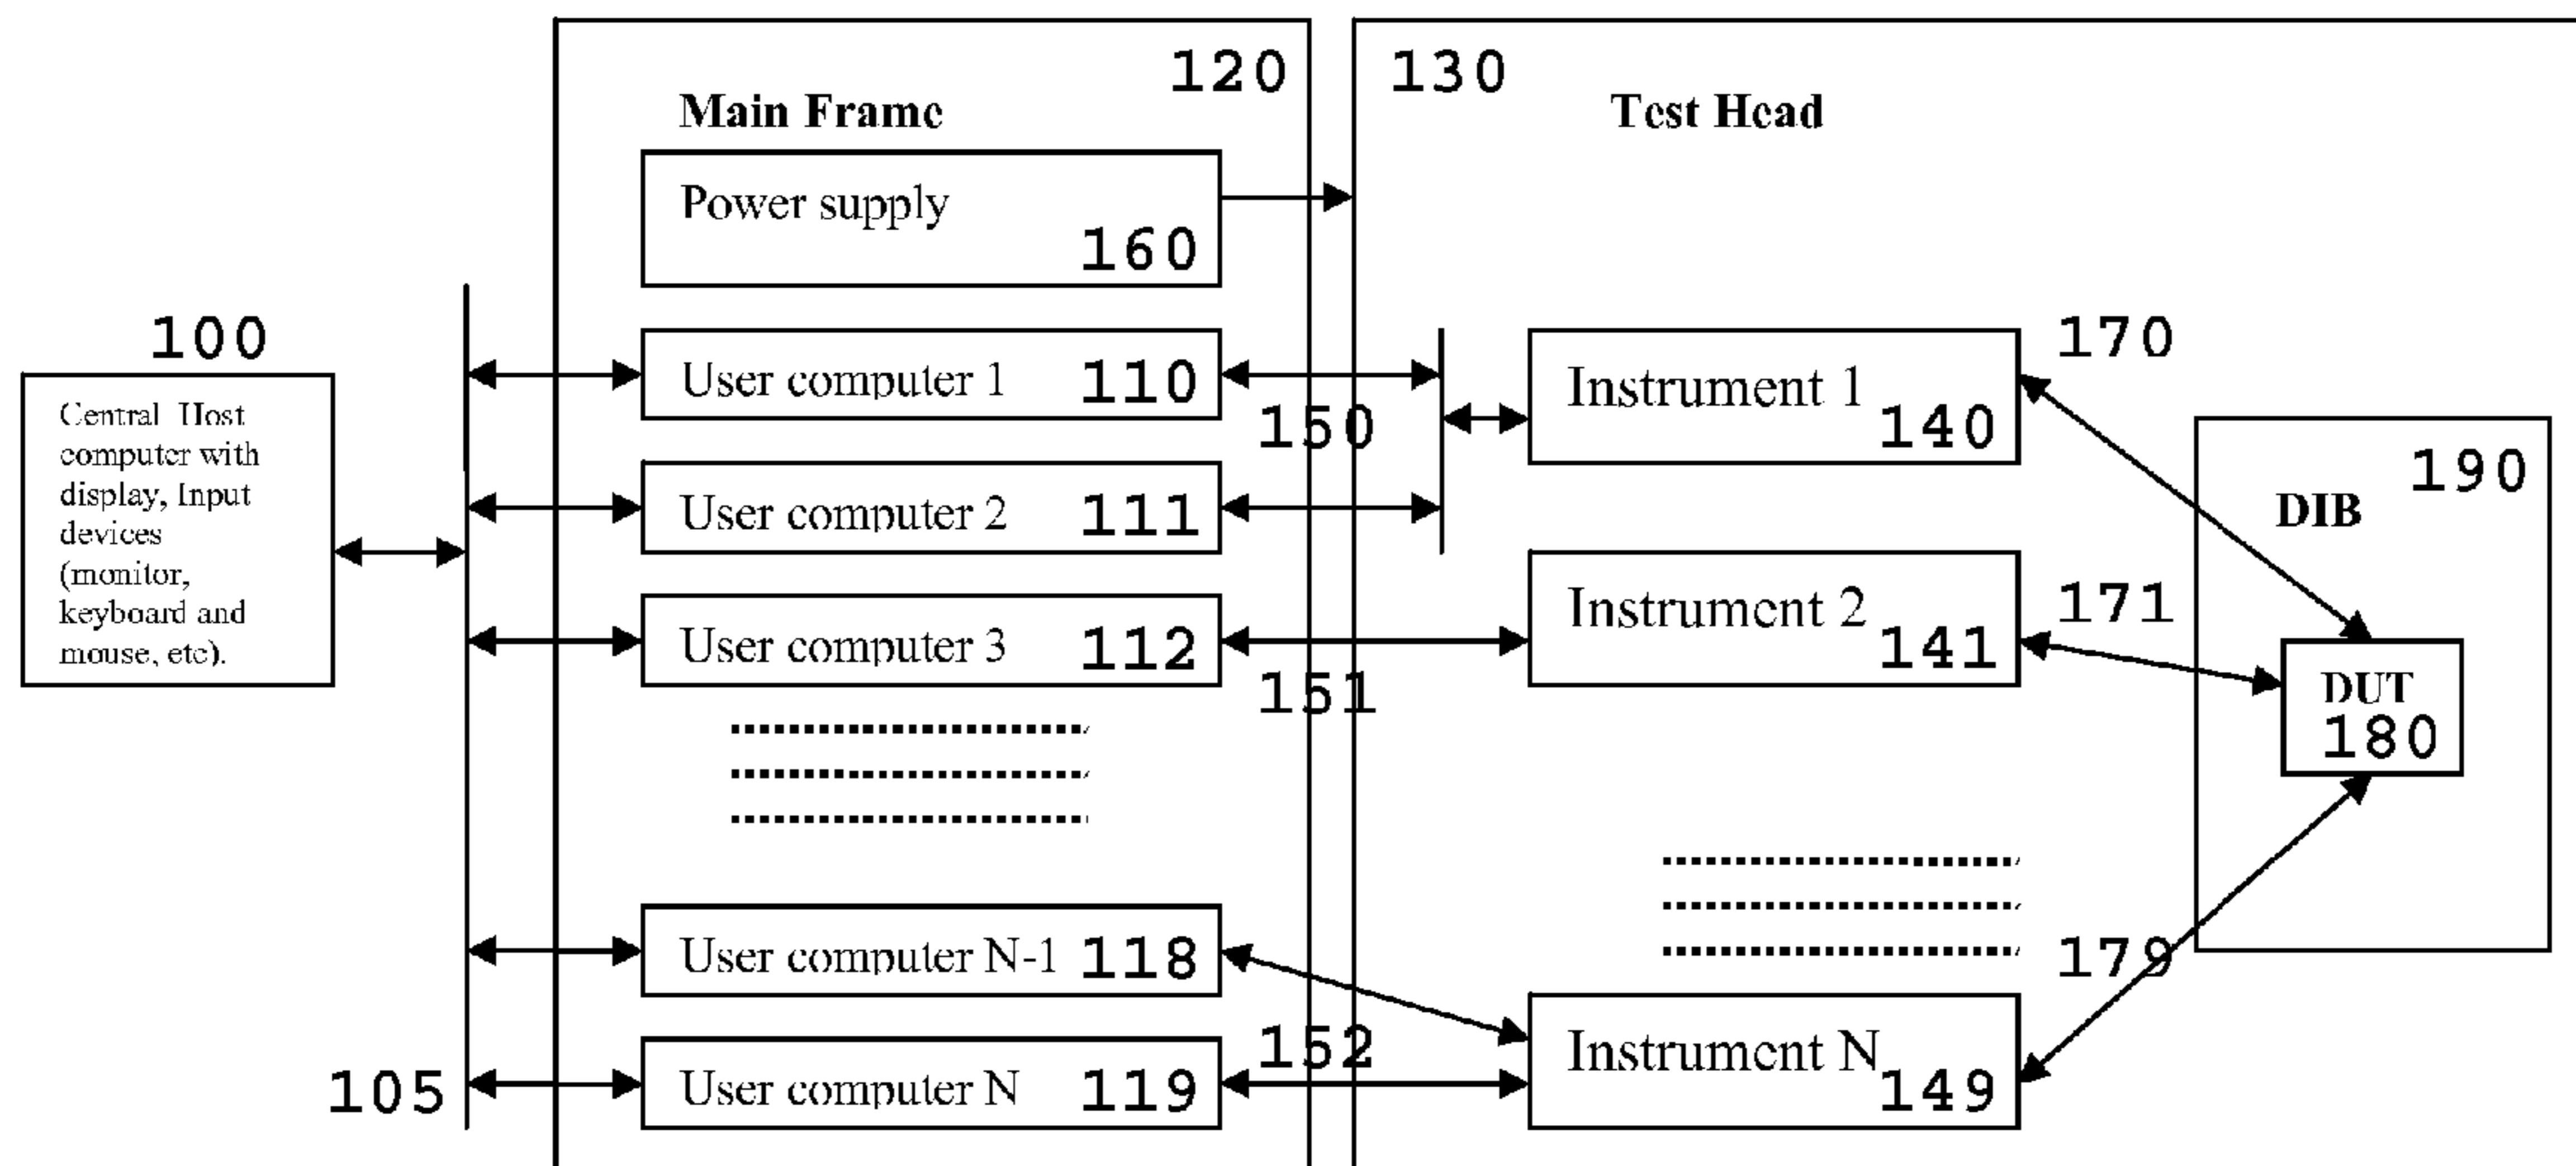 120
130
Main Frame
Test Head
Power supply
160
100
Central Host
computer with
display, Input
devices
(monitor,
keyboard and
mouse, etc).
105
User computer 1 110
150
User computer 2 111
User computer 3 112
151
User computer N-1 118
152
User computer N 119
Instrument 1
140
170
190
DIB
Instrument 2
141
171
DUT
180
179
Instrument N
149